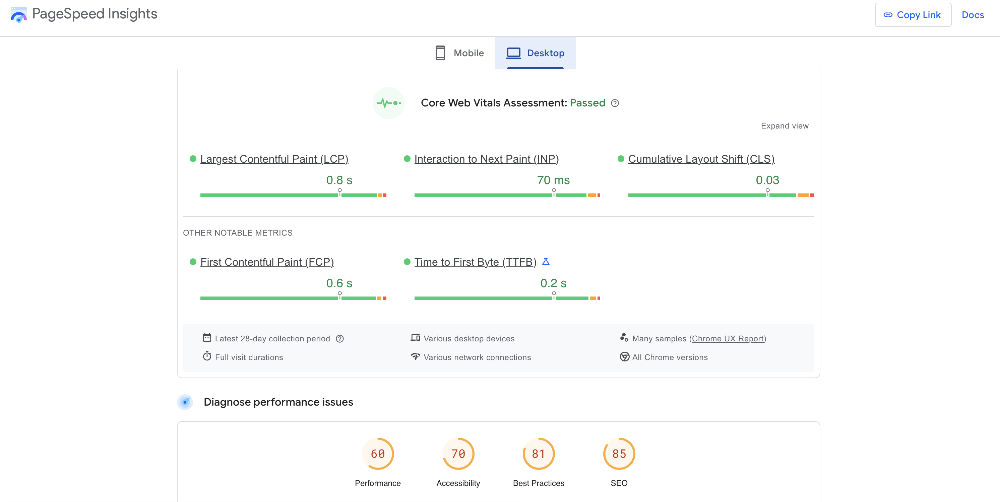 PageSpeed Insights
Copy Link
Docs
Mobile
Desktop
Core Web Vitals Assessment: Passed
Expand view
Largest Contentful Paint (LCP)
0.8 s
Interaction to Next Paint (INP)
70 ms
Cumulative Layout Shift (CLS)
0.03
OTHER NOTABLE METRICS
First Contentful Paint (FCP)
0.6 s
Time to First Byte (TTFB)
0.2 s
Latest 28-day collection period
Various desktop devices
Many samples (Chrome UX Report)
Full visit durations
Various network connections
All Chrome versions
Diagnose performance issues
60
Performance
70
Accessibility
81
Best Practices
85
SEO